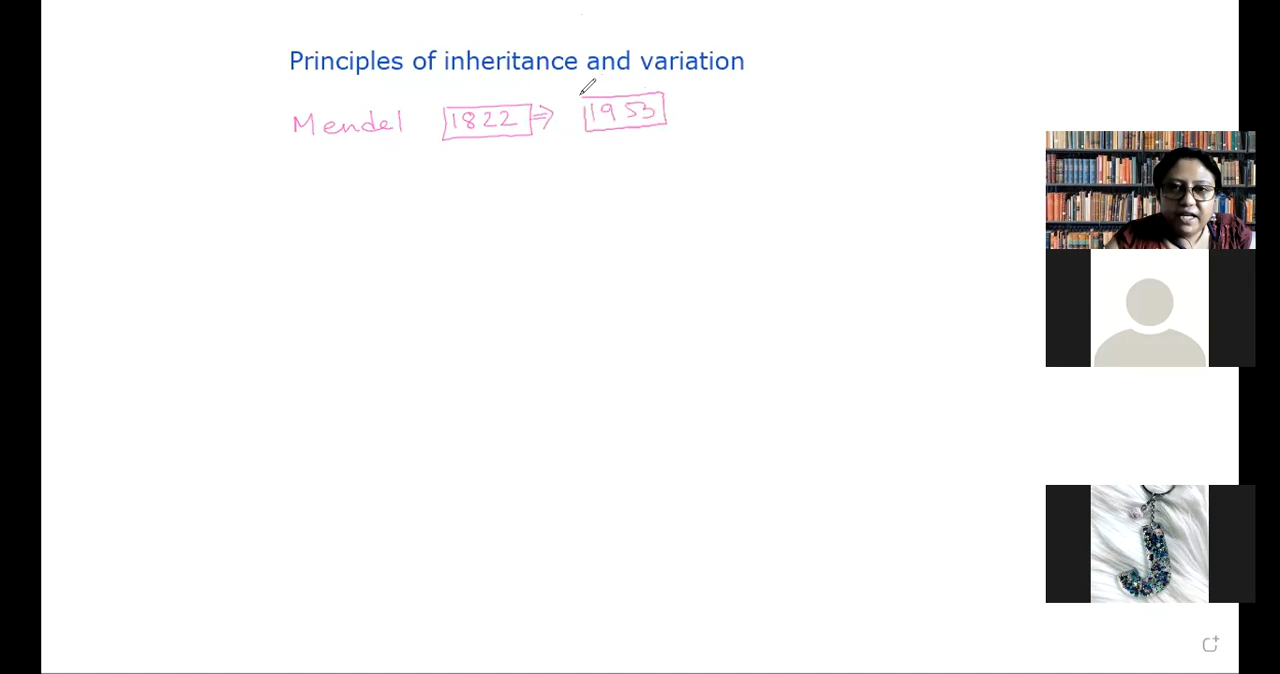 Principles of inheritance and variation
Mendel 1822 ⇒ 1953